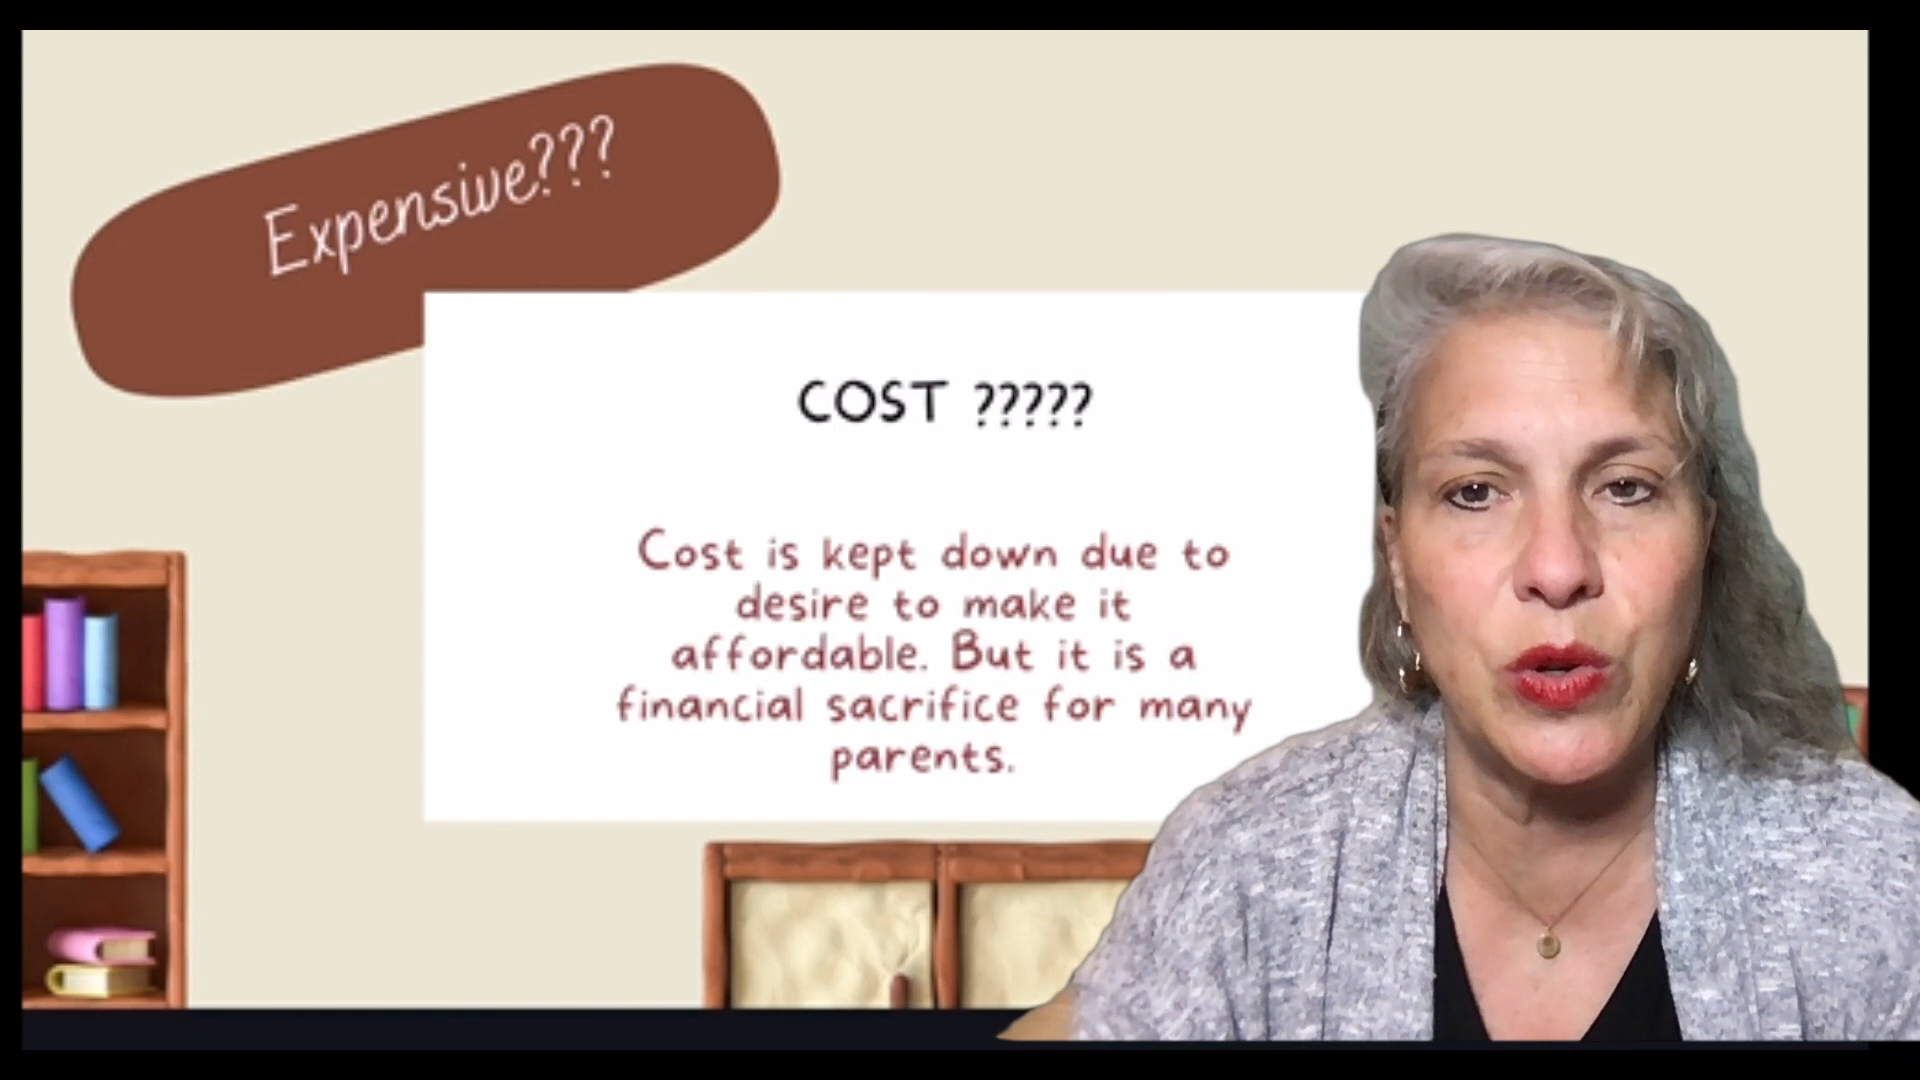 Expensive???
COST ?????
Cost is kept down due to
desire to make it
affordable. But it is a
financial sacrifice for many
parents.